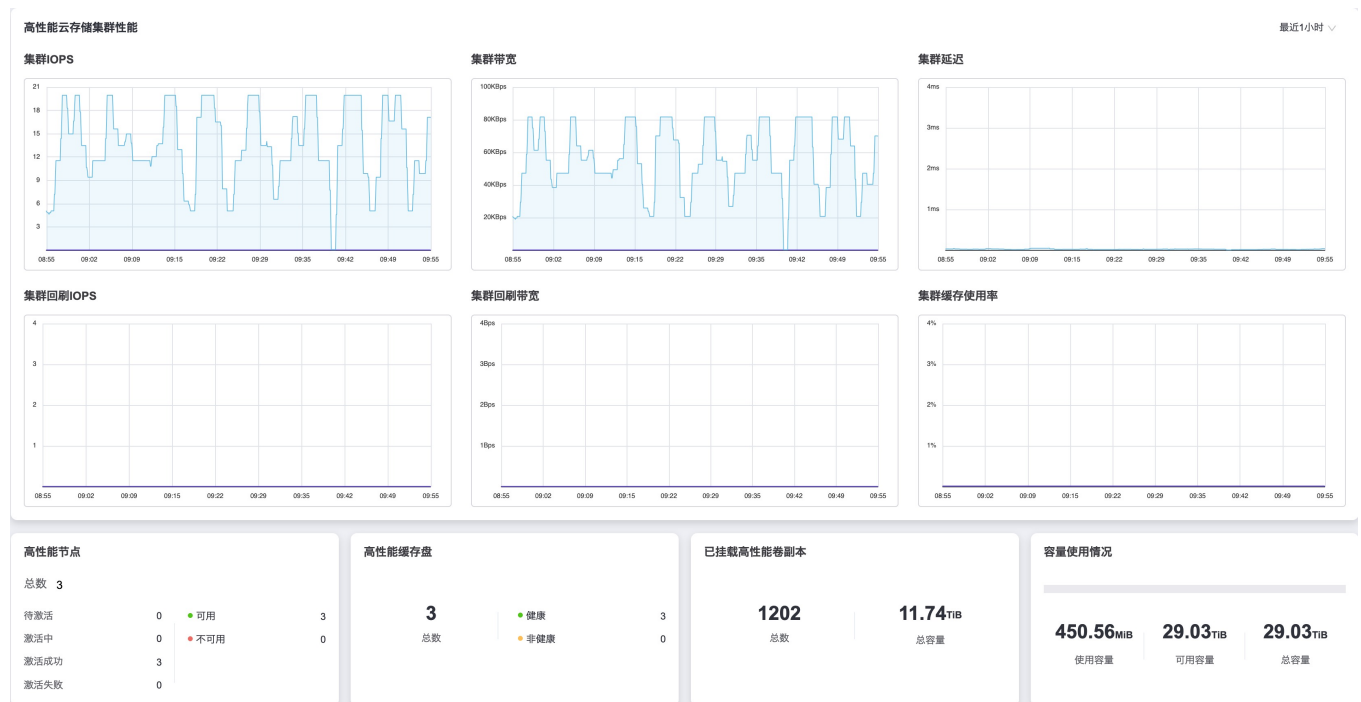 高性能云存储集群性能
最近1小时
集群IOPS
集群带宽
集群延迟
21
18
15
12
9
6
3
08:55 09:02 09:09 09:15 09:22 09:29 09:35 09:42 09:49 09:55
100KBps
80KBps
60KBps
40KBps
20KBps
08:55 09:02 09:09 09:15 09:22 09:29 09:35 09:42 09:49 09:55
4ms
3ms
2ms
1ms
08:55 09:02 09:09 09:15 09:22 09:29 09:35 09:42 09:49 09:55
集群回刷IOPS
集群回刷带宽
集群缓存使用率
4
3
2
1
08:55 09:02 09:09 09:15 09:22 09:29 09:35 09:42 09:49 09:55
4Bps
3Bps
2Bps
1Bps
08:55 09:02 09:09 09:15 09:22 09:29 09:35 09:42 09:49 09:55
4%
3%
2%
1%
08:55 09:02 09:09 09:15 09:22 09:29 09:35 09:42 09:49 09:55
高性能节点
总数 3
待激活 0 可用 3
激活中 0 不可用 0
激活成功 3
激活失败 0
高性能缓存盘
3
总数
健康 3
非健康 0
已挂载高性能卷副本
1202
总数
11.74TiB
总容量
容量使用情况
450.56MiB
使用容量
29.03TiB
可用容量
29.03TiB
总容量